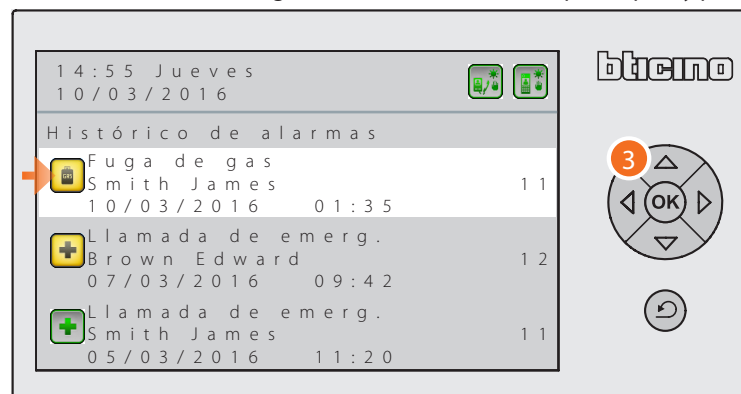 14:55 Jueves
10/03/2016
bticino
Histórico de alarmas
GAS
Fuga de gas
Smith James 11
10/03/2016 01:35
Llamada de emerg.
Brown Edward 12
07/03/2016 09:42
Llamada de emerg.
Smith James 11
05/03/2016 11:20
3
OK